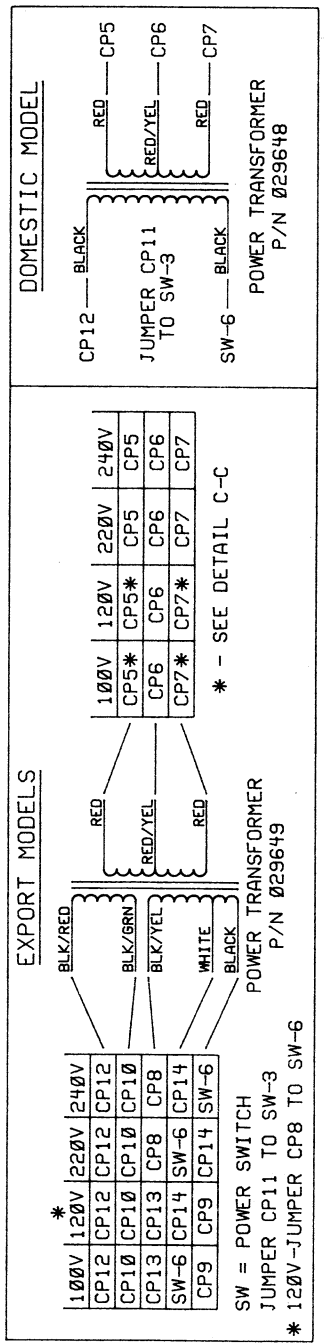 EXPORT MODELS
*
100V 120V 220V 240V
CP12 CP12 CP12 CP12
CP10 CP10 CP10 CP10
CP13 CP13 CP8 CP8
SW-6 CP14 SW-6 CP14
CP9 CP9 CP14 SW-6
SW = POWER SWITCH
JUMPER CP11 TO SW-3
* 120V-JUMPER CP8 TO SW-6
BLK/RED
BLK/GRN
BLK/YEL
WHITE
BLACK
RED
RED/YEL
RED
POWER TRANSFORMER
P/N 029649
100V 120V 220V 240V
CP5* CP5* CP5 CP5
CP6 CP6 CP6 CP6
CP7* CP7* CP7 CP7
* - SEE DETAIL C-C
DOMESTIC MODEL
CP12 BLACK
JUMPER CP11
TO SW-3
SW-6 BLACK
RED CP5
RED/YEL CP6
RED CP7
POWER TRANSFORMER
P/N 029648